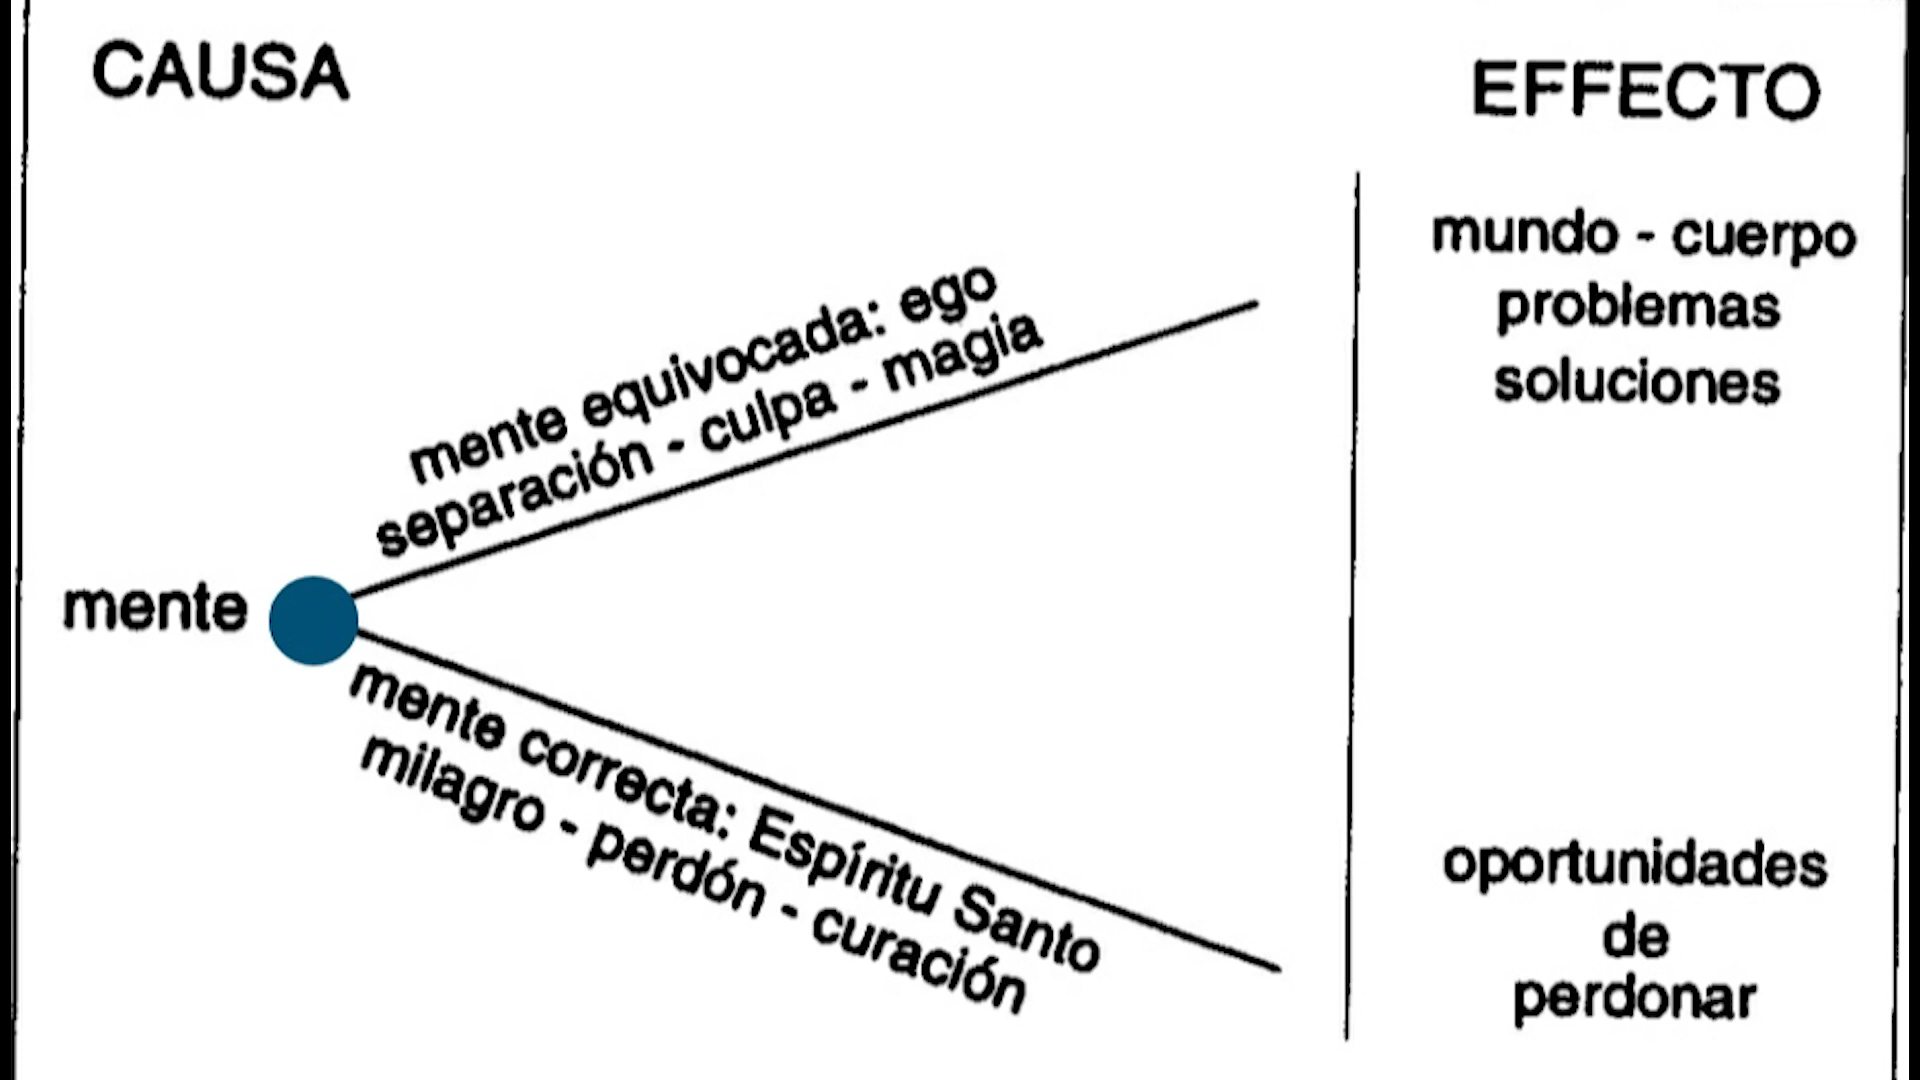 CAUSA
EFFECTO
mundo - cuerpo
problemas
soluciones
mente equivocada: ego
separación - culpa - magia
mente
mente correcta: Espíritu Santo
milagro - perdón - curación
oportunidades
de
perdonar